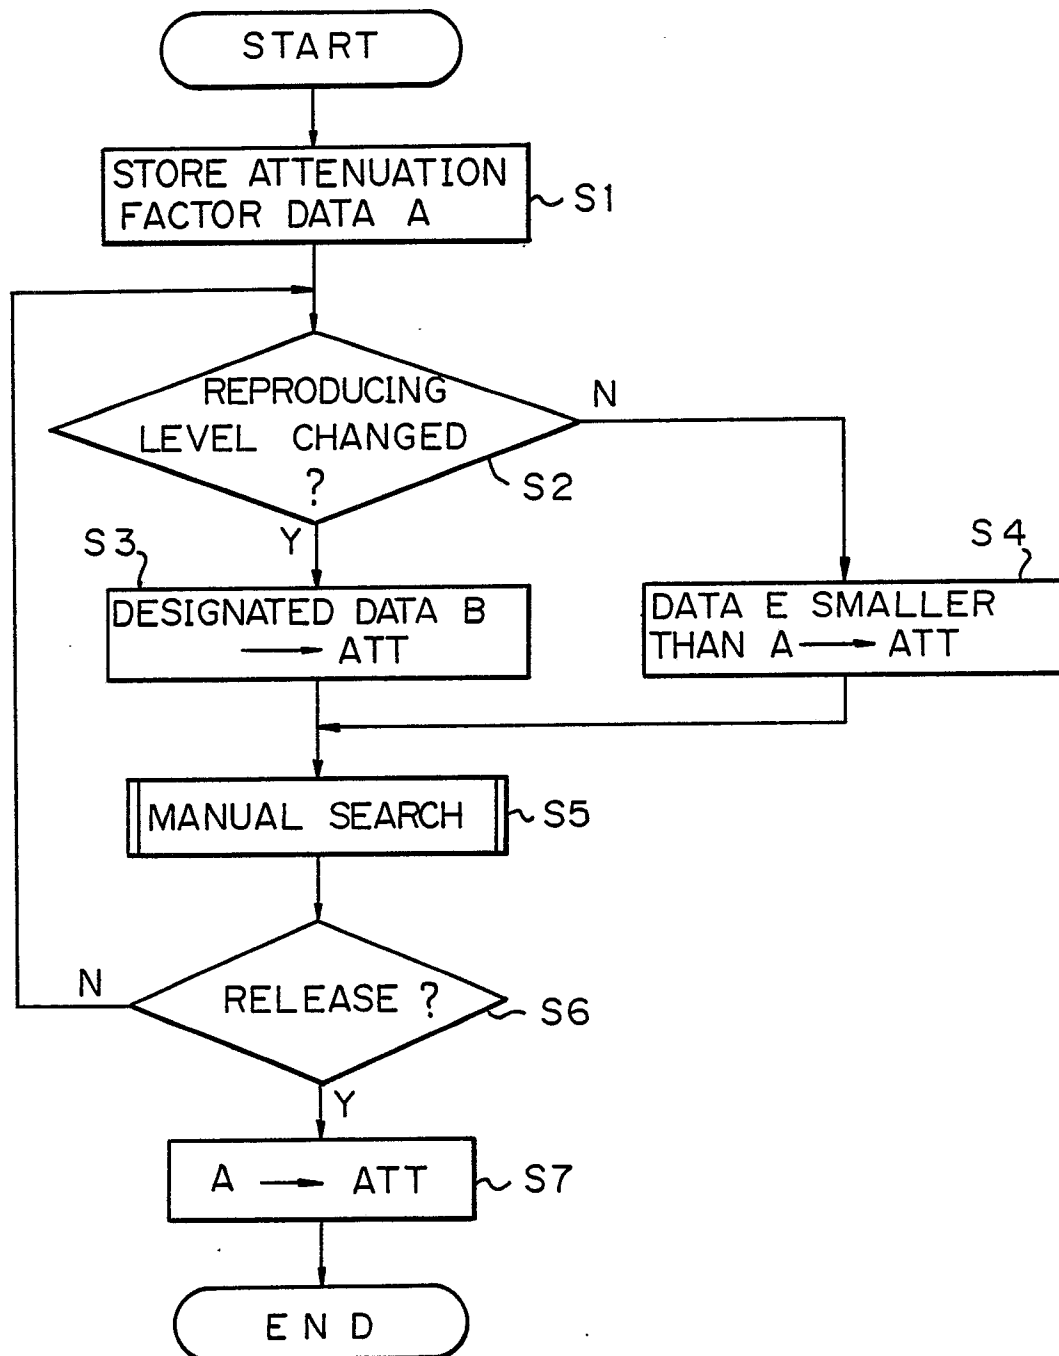 START
STORE ATTENUATION
FACTOR DATA A
S1
REPRODUCING
LEVEL CHANGED
?
N
S2
Y
S3
DESIGNATED DATA B
→ ATT
S4
DATA E SMALLER
THAN A → ATT
MANUAL SEARCH
S5
RELEASE ?
N
S6
Y
A → ATT
S7
END